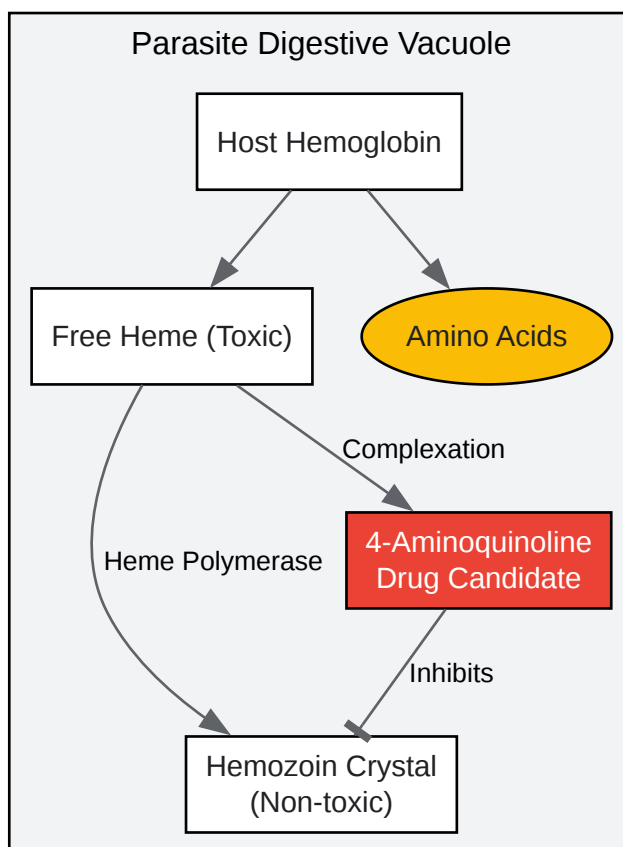 Parasite Digestive Vacuole
Host Hemoglobin
Free Heme (Toxic)
Amino Acids
Complexation
4-Aminoquinoline
Drug Candidate
Heme Polymerase
Inhibits
Hemozoin Crystal
(Non-toxic)